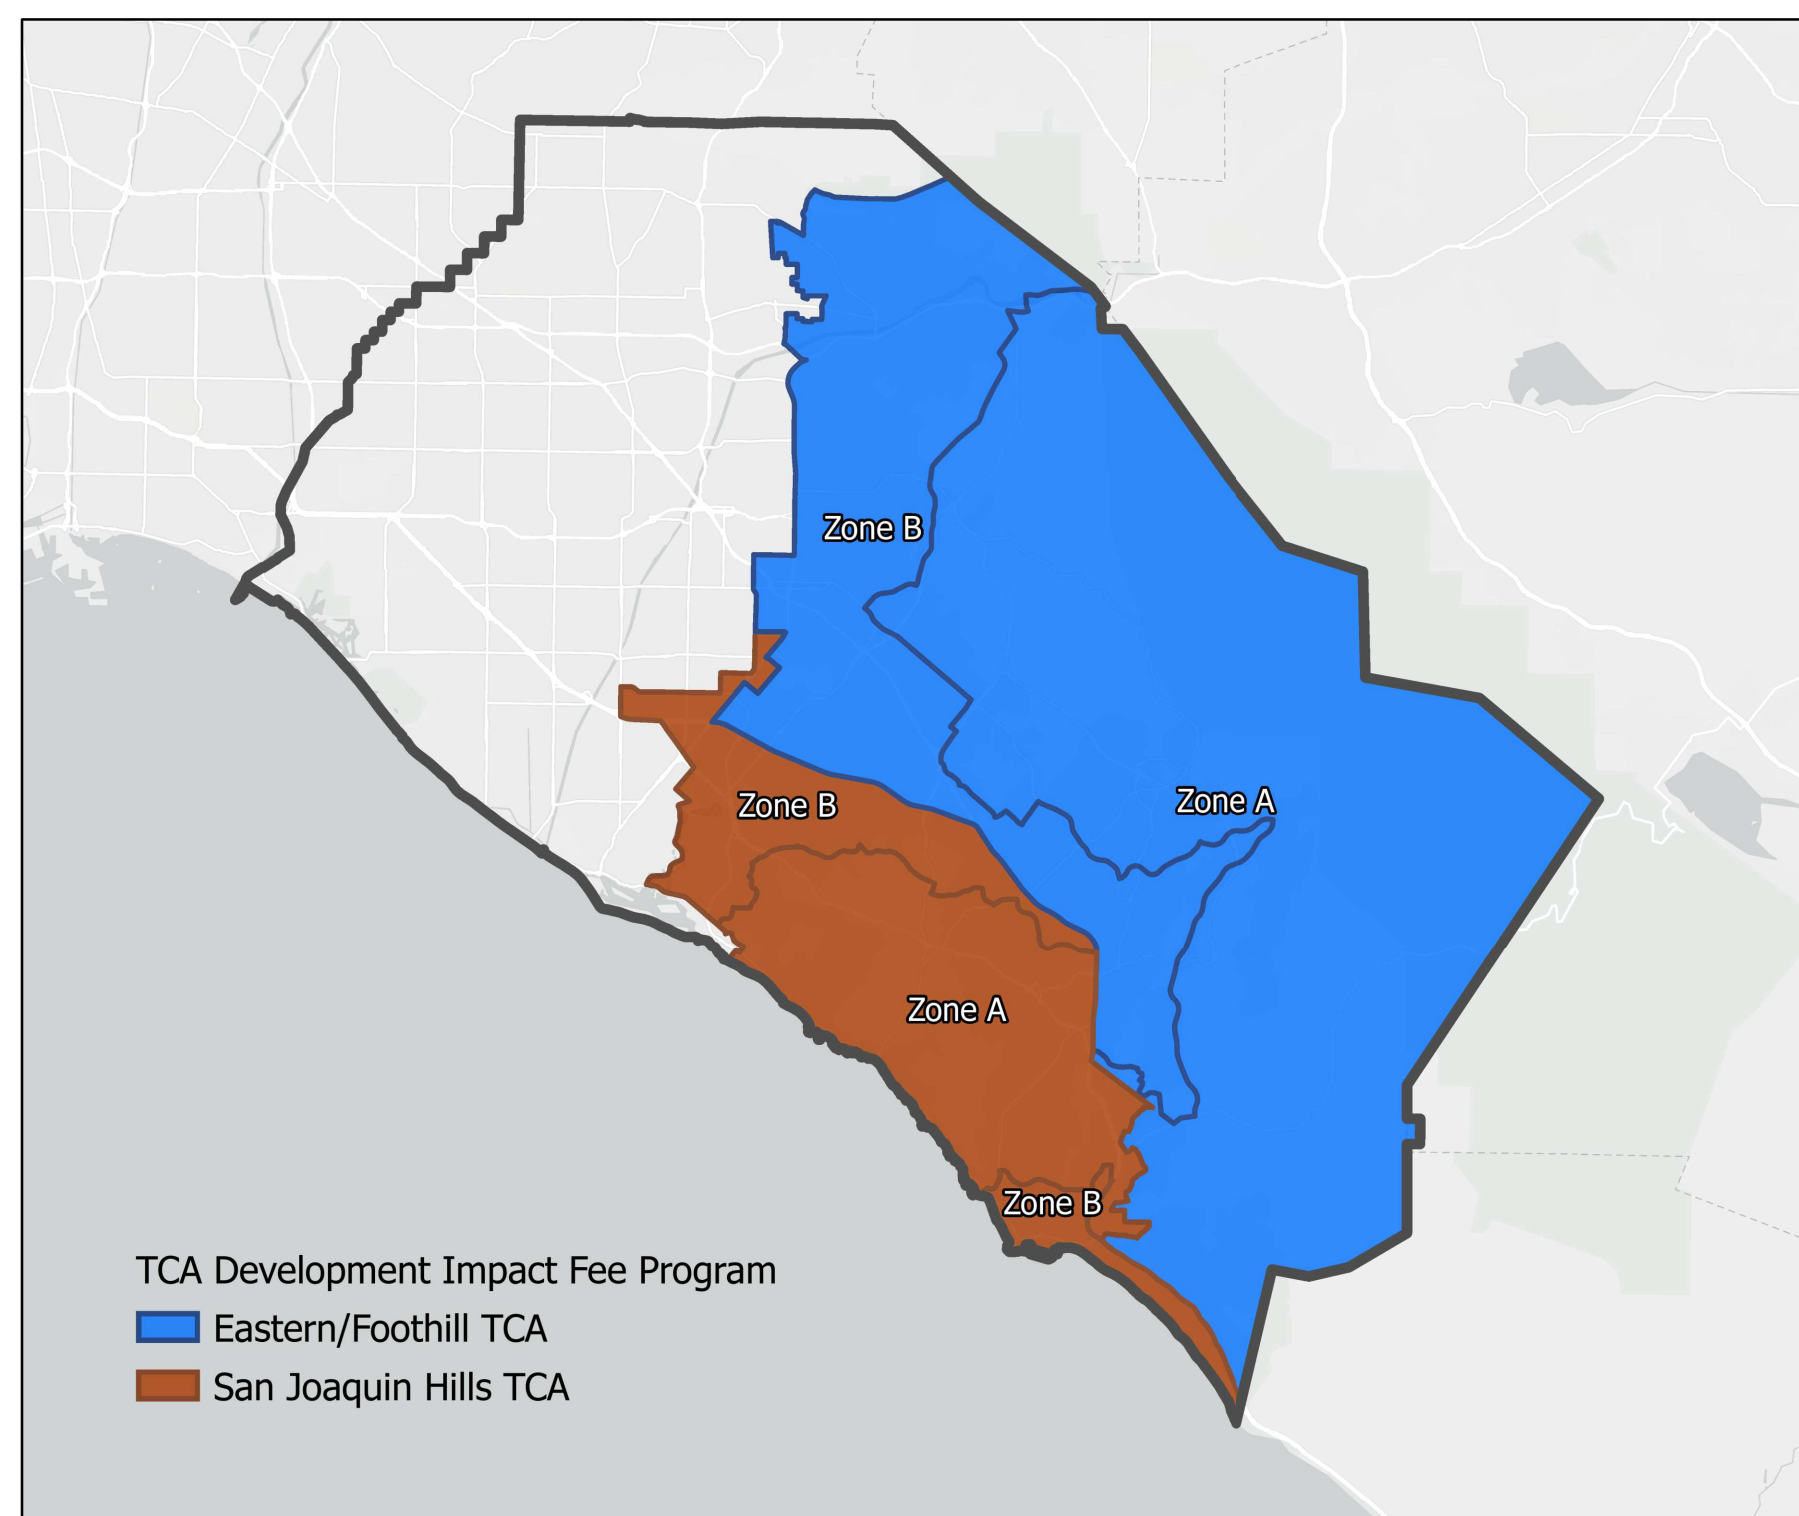 Zone B
Zone A
Zone B
Zone A
Zone B
TCA Development Impact Fee Program
Eastern/Foothill TCA
San Joaquin Hills TCA